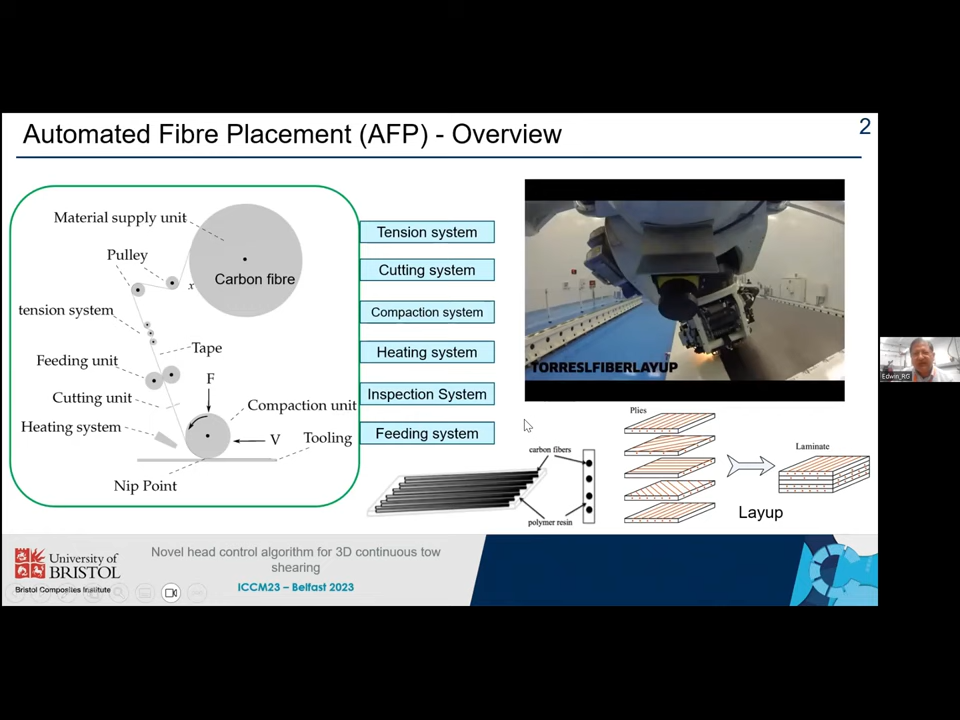 Automated Fibre Placement (AFP) - Overview
2
Material supply unit
Pulley
Carbon fibre
x
tension system
Tape
Feeding unit
F
Cutting unit
Compaction unit
Heating system
V
Tooling
Nip Point
Tension system
Cutting system
Compaction system
Heating system
Inspection System
Feeding system
TORRESLFIBERLAYUP
carbon fibers
polymer resin
Plies
Laminate
Layup
Edwin_RG
University of
BRISTOL
Bristol Composites Institute
Novel head control algorithm for 3D continuous tow
shearing
ICCM23 – Belfast 2023